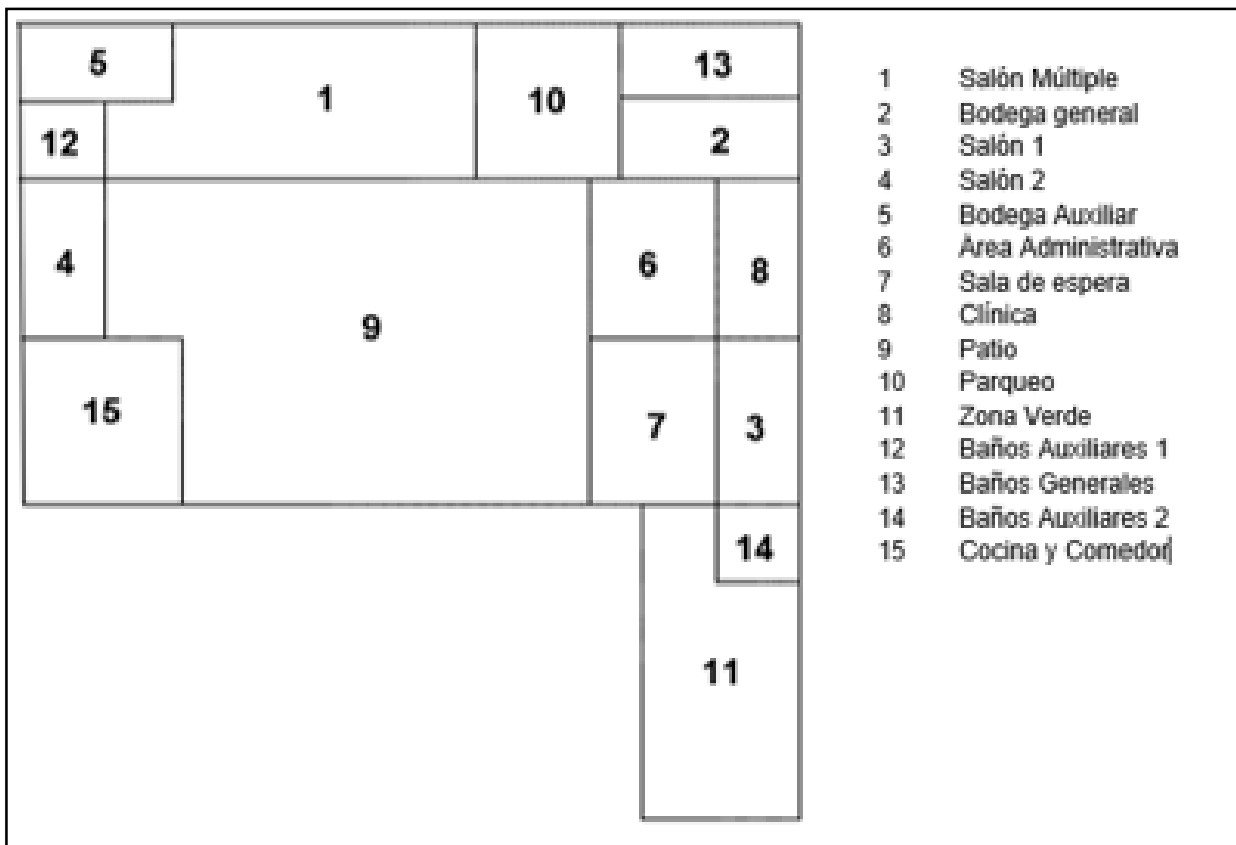 5
1
10
13
12
2
4
6
8
9
15
7
3
14
11
1 Salón Múltiple
2 Bodega general
3 Salón 1
4 Salón 2
5 Bodega Auxiliar
6 Área Administrativa
7 Sala de espera
8 Clínica
9 Patio
10 Parqueo
11 Zona Verde
12 Baños Auxiliares 1
13 Baños Generales
14 Baños Auxiliares 2
15 Cocina y Comedor